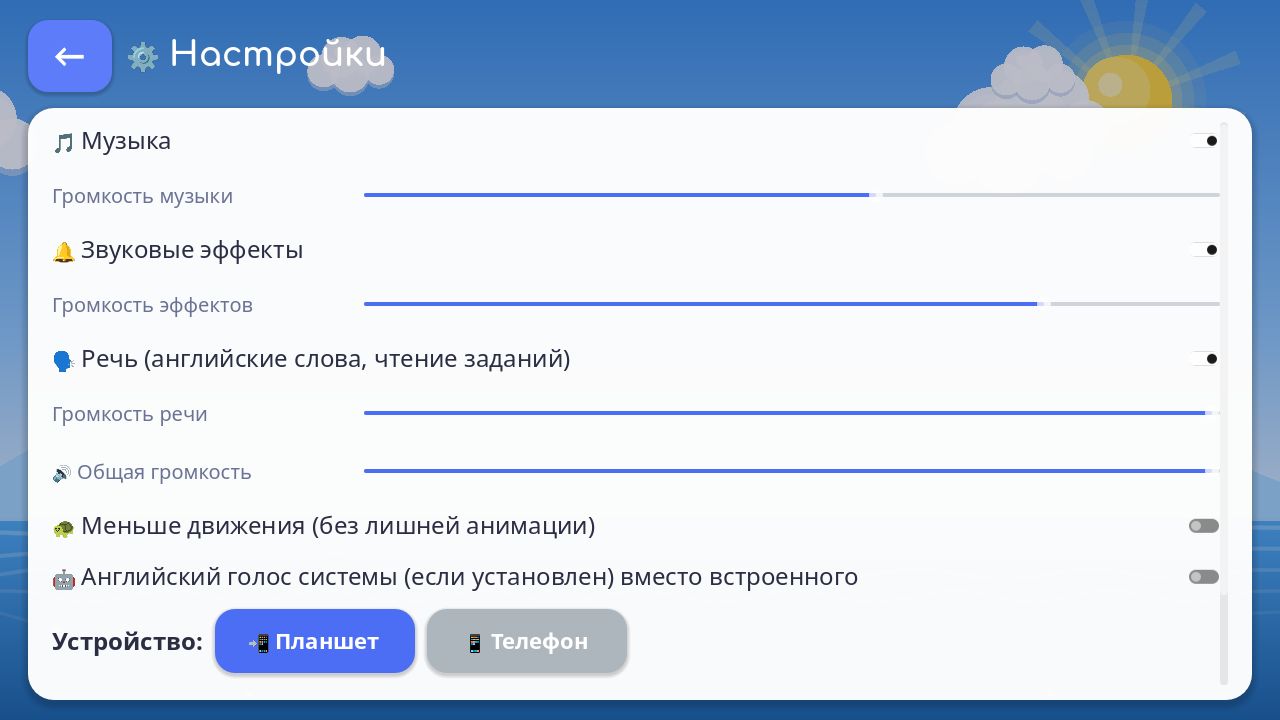 ← ⚙️ Настройки
🎵 Музыка
Громкость музыки
🔔 Звуковые эффекты
Громкость эффектов
🗣️ Речь (английские слова, чтение заданий)
Громкость речи
🔊 Общая громкость
🐢 Меньше движения (без лишней анимации)
🤖 Английский голос системы (если установлен) вместо встроенного
Устройство: 📲 Планшет 📱 Телефон